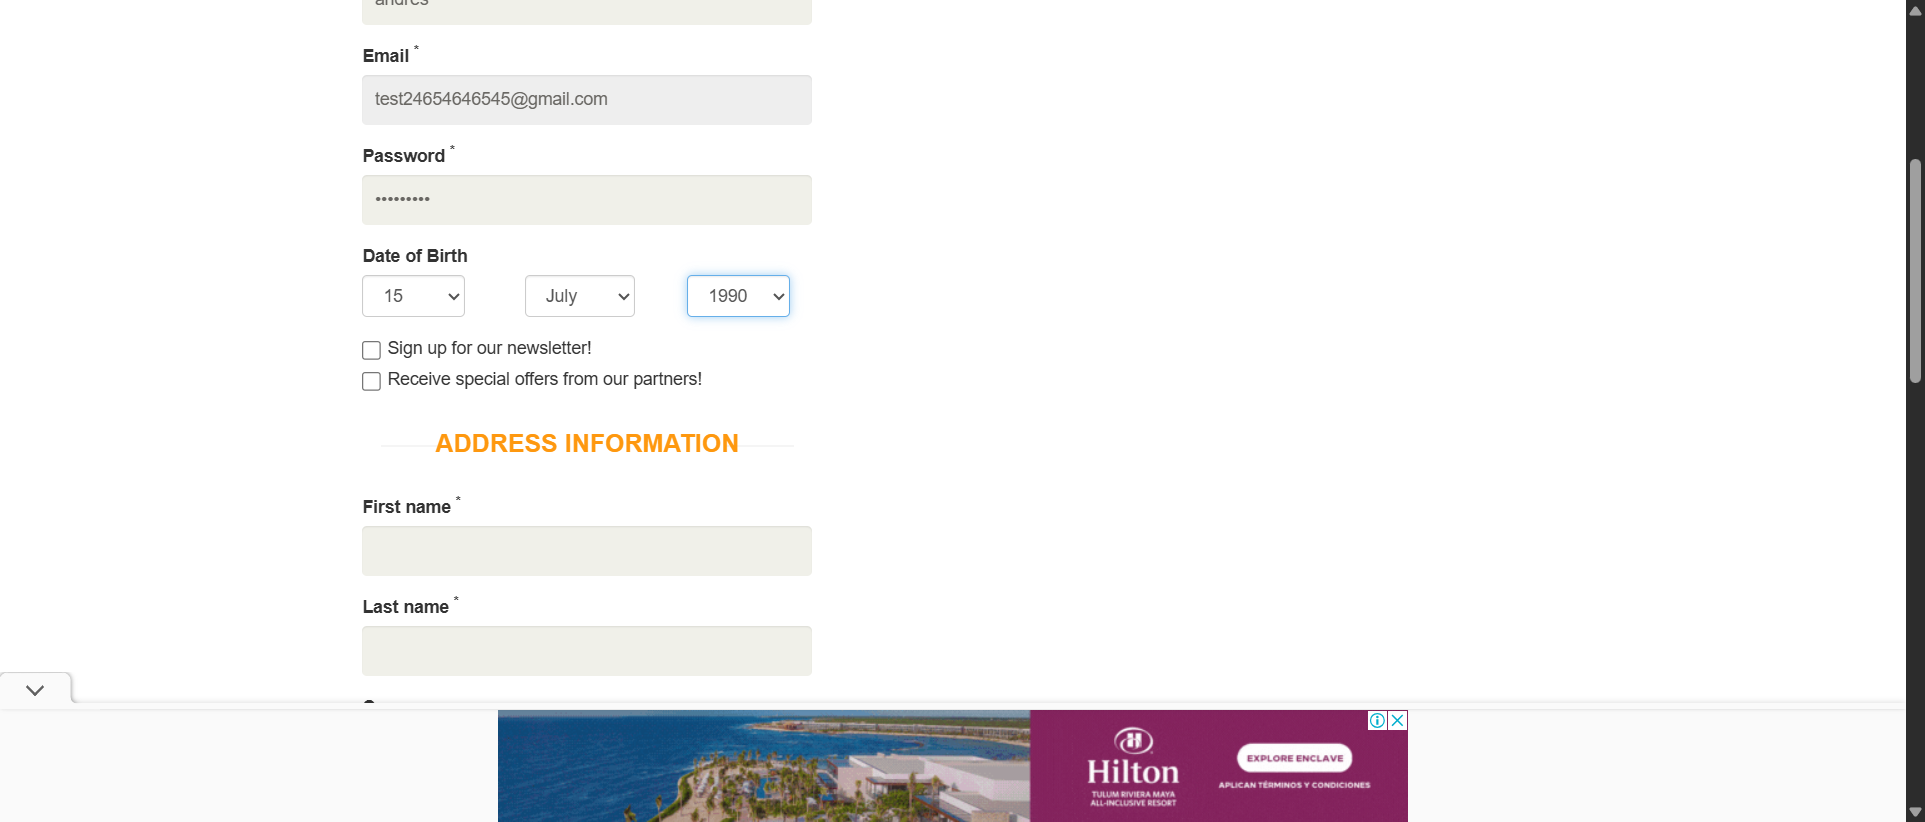 andres
Email *
test24654646545@gmail.com
Password *
•••••••••
Date of Birth
15 July 1990
Sign up for our newsletter!
Receive special offers from our partners!
ADDRESS INFORMATION
First name *
Last name *
Hilton
TULUM RIVIERA MAYA
ALL-INCLUSIVE RESORT
EXPLORE ENCLAVE
APLICAN TÉRMINOS Y CONDICIONES